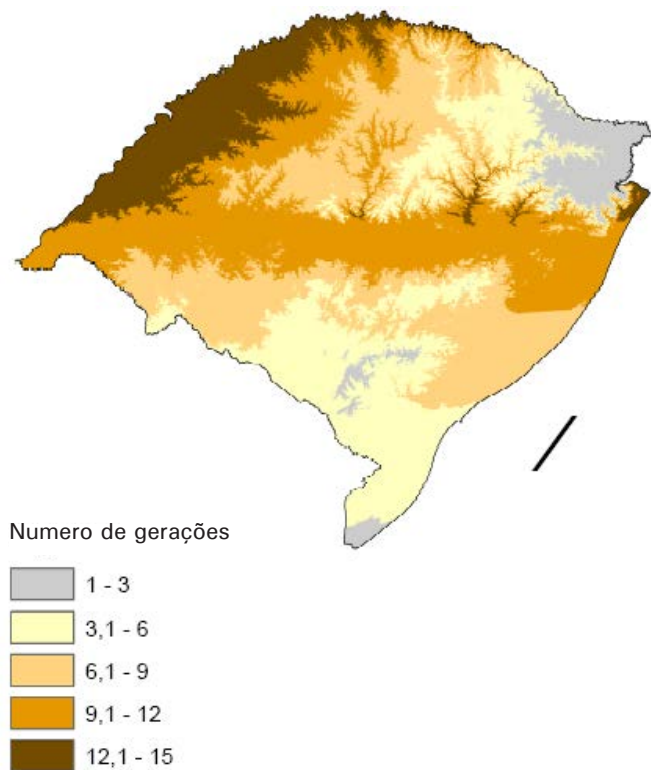 Numero de gerações
1 - 3
3,1 - 6
6,1 - 9
9,1 - 12
12,1 - 15